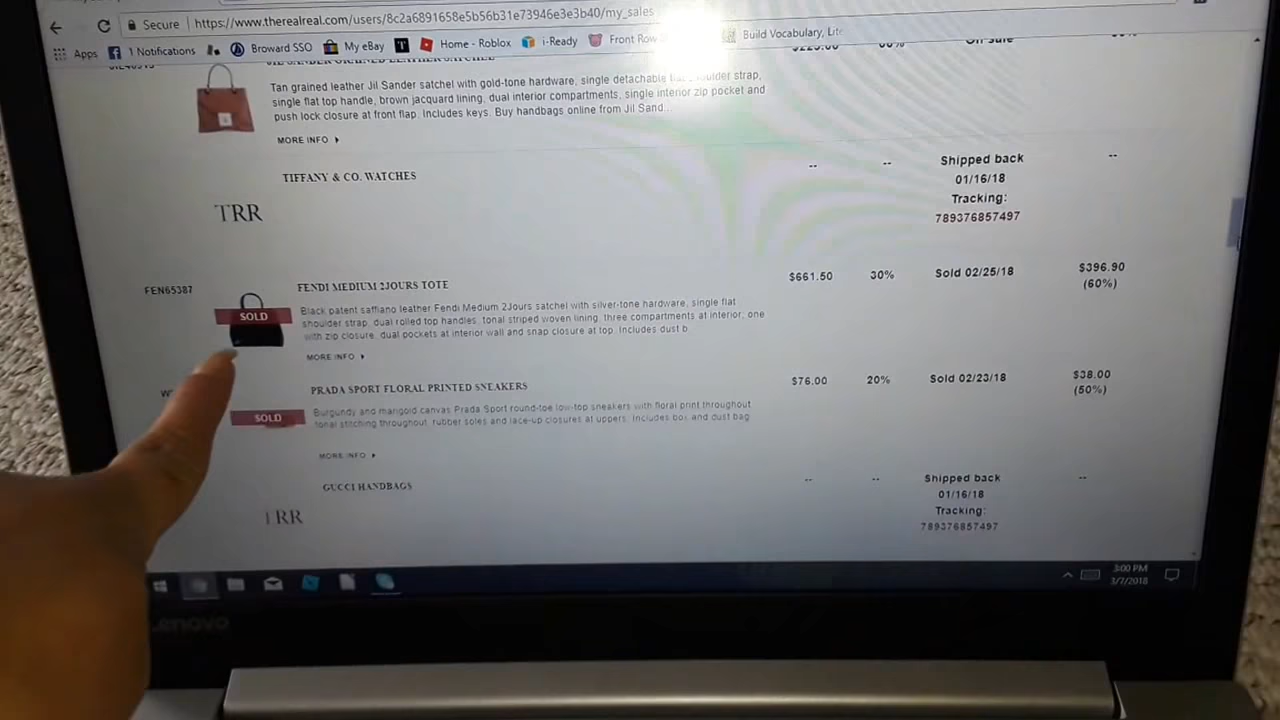 Secure https://www.therealreal.com/users/8c2a6891658e5b56b31e73946e3e3b40/my_sales
Apps 1 Notifications Broward SSO My eBay T Home - Roblox i-Ready Front Row Build Vocabulary, Lite
$225.00 60% On Sale
Tan grained leather Jil Sander satchel with gold-tone hardware, single detachable flat shoulder strap,
single flat top handle, brown jacquard lining, dual interior compartments, single interior zip pocket and
push lock closure at front flap. Includes keys. Buy handbags online from Jil Sand...
MORE INFO
TIFFANY & CO. WATCHES -- -- Shipped back --
01/16/18
Tracking:
789376857497
TRR
FEN65387 FENDI MEDIUM 2JOURS TOTE $661.50 30% Sold 02/25/18 $396.90
(60%)
SOLD
Black patent saffiano leather Fendi Medium 2Jours satchel with silver-tone hardware, single flat
shoulder strap, dual rolled top handles, tonal striped woven lining, three compartments at interior; one
with zip closure, dual pockets at interior wall and snap closure at top. Includes dust b
MORE INFO
PRADA SPORT FLORAL PRINTED SNEAKERS $76.00 20% Sold 02/23/18 $38.00
(50%)
SOLD
Burgundy and marigold canvas Prada Sport round-toe low-top sneakers with floral print throughout
tonal stitching throughout, rubber soles and lace-up closures at uppers. Includes box and dust bag
MORE INFO
GUCCI HANDBAGS -- -- Shipped back --
01/16/18
Tracking:
789376857497
TRR
3:00 PM
3/7/2018
Lenovo